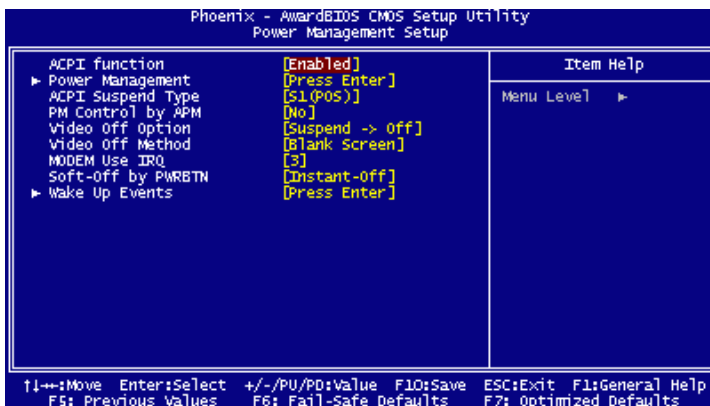 Phoenix - AwardBIOS CMOS Setup Utility
Power Management Setup
ACPI function [Enabled]
► Power Management [Press Enter]
ACPI Suspend Type [S1(POS)]
PM Control by APM [No]
Video Off Option [Suspend -> Off]
Video Off Method [Blank Screen]
MODEM Use IRQ [3]
Soft-Off by PWRBTN [Instant-Off]
► Wake Up Events [Press Enter]
Item Help
Menu Level ►
↑↓→←:Move Enter:Select +/-/PU/PD:Value F10:Save ESC:Exit F1:General Help
F5: Previous Values F6: Fail-Safe Defaults F7: Optimized Defaults